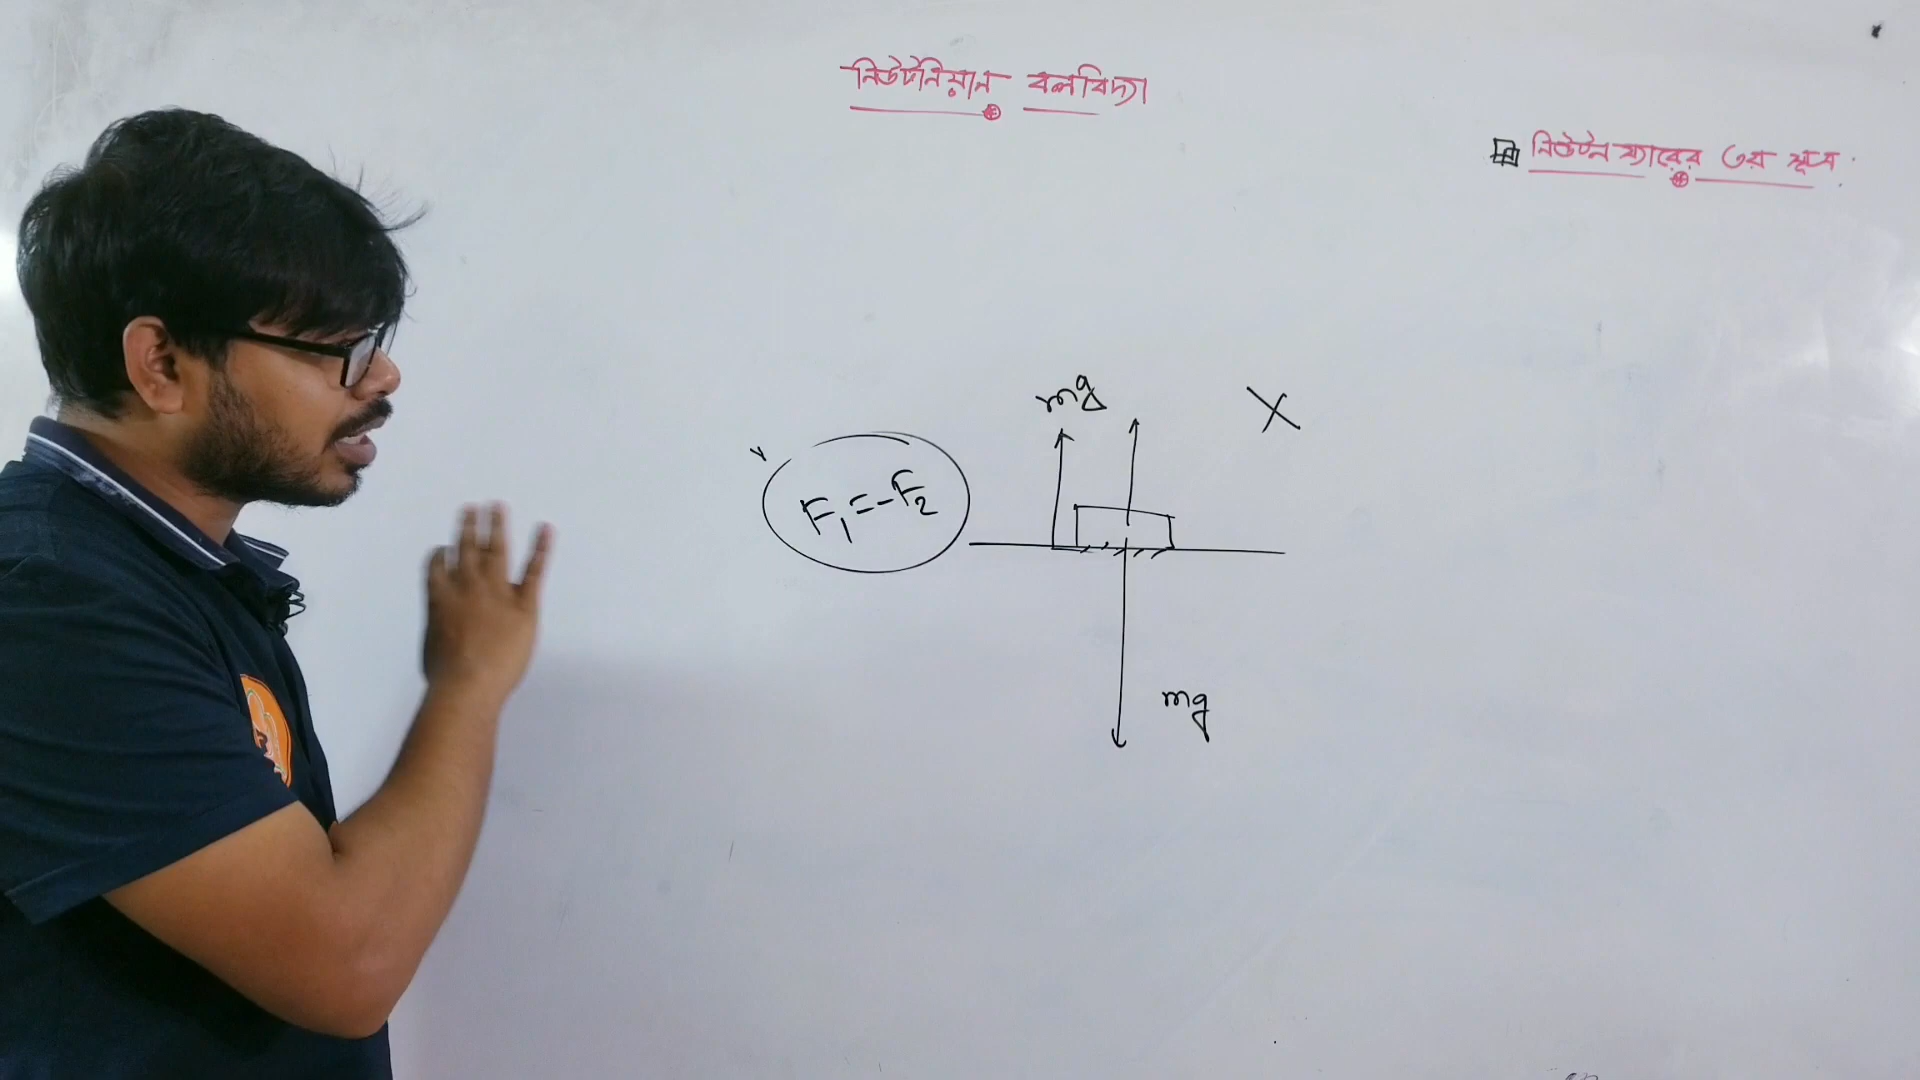 নিউটনিয়ান বলবিদ্যা
নিউটন স্যারের ৩য় সূত্র:
mg
X
F₁ = -F₂
mg